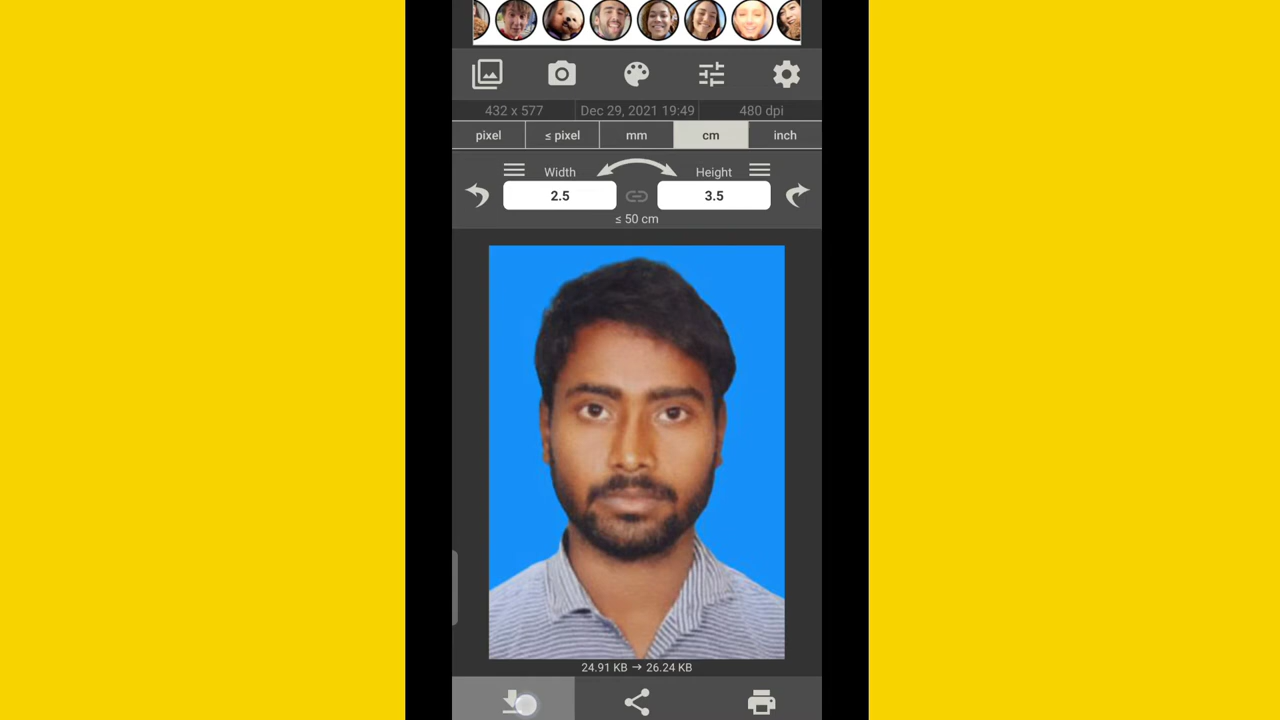 432 x 577 Dec 29, 2021 19:49 480 dpi
pixel ≤ pixel mm cm inch
Width Height
2.5 3.5
≤ 50 cm
24.91 KB → 26.24 KB